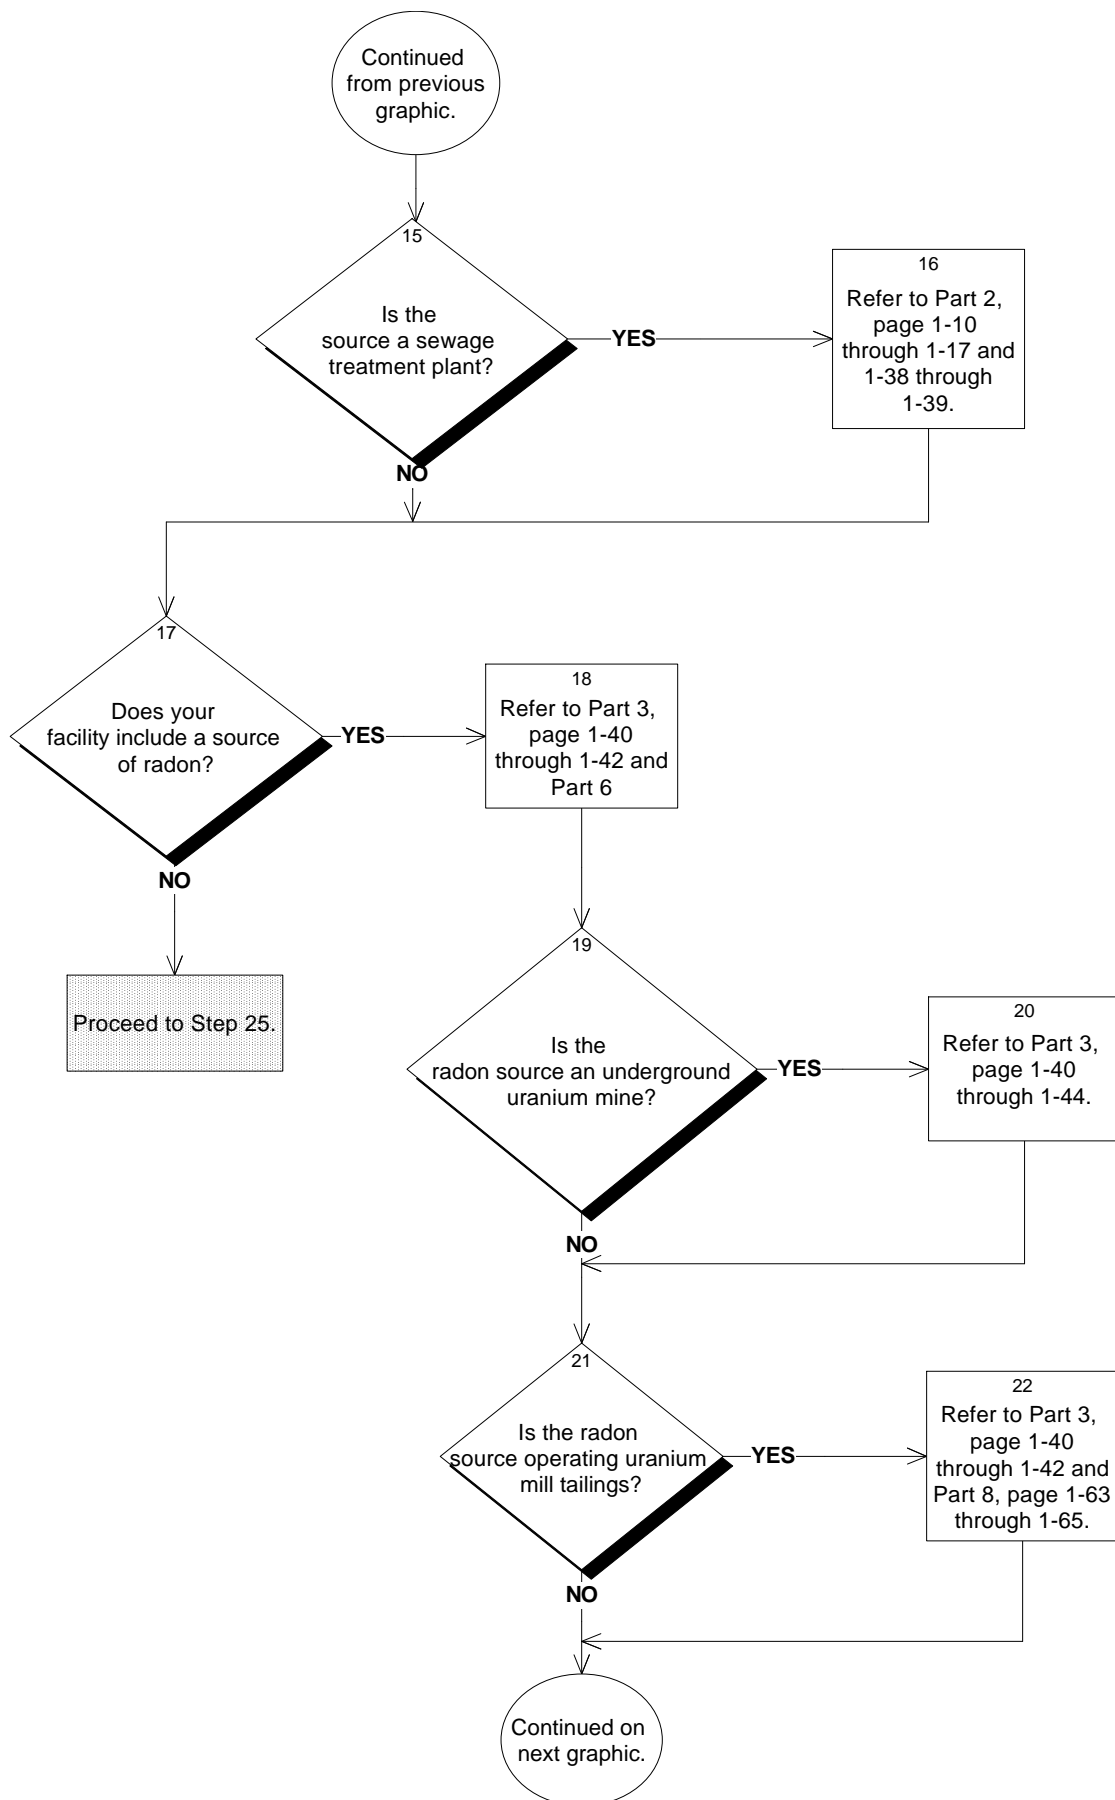 Continued
from previous
graphic.
15
Is the
source a sewage
treatment plant?
YES
16
Refer to Part 2,
page 1-10
through 1-17 and
1-38 through
1-39.
NO
17
Does your
facility include a source
of radon?
YES
18
Refer to Part 3,
page 1-40
through 1-42 and
Part 6
NO
Proceed to Step 25.
19
Is the
radon source an underground
uranium mine?
YES
20
Refer to Part 3,
page 1-40
through 1-44.
NO
21
Is the radon
source operating uranium
mill tailings?
YES
22
Refer to Part 3,
page 1-40
through 1-42 and
Part 8, page 1-63
through 1-65.
NO
Continued on
next graphic.